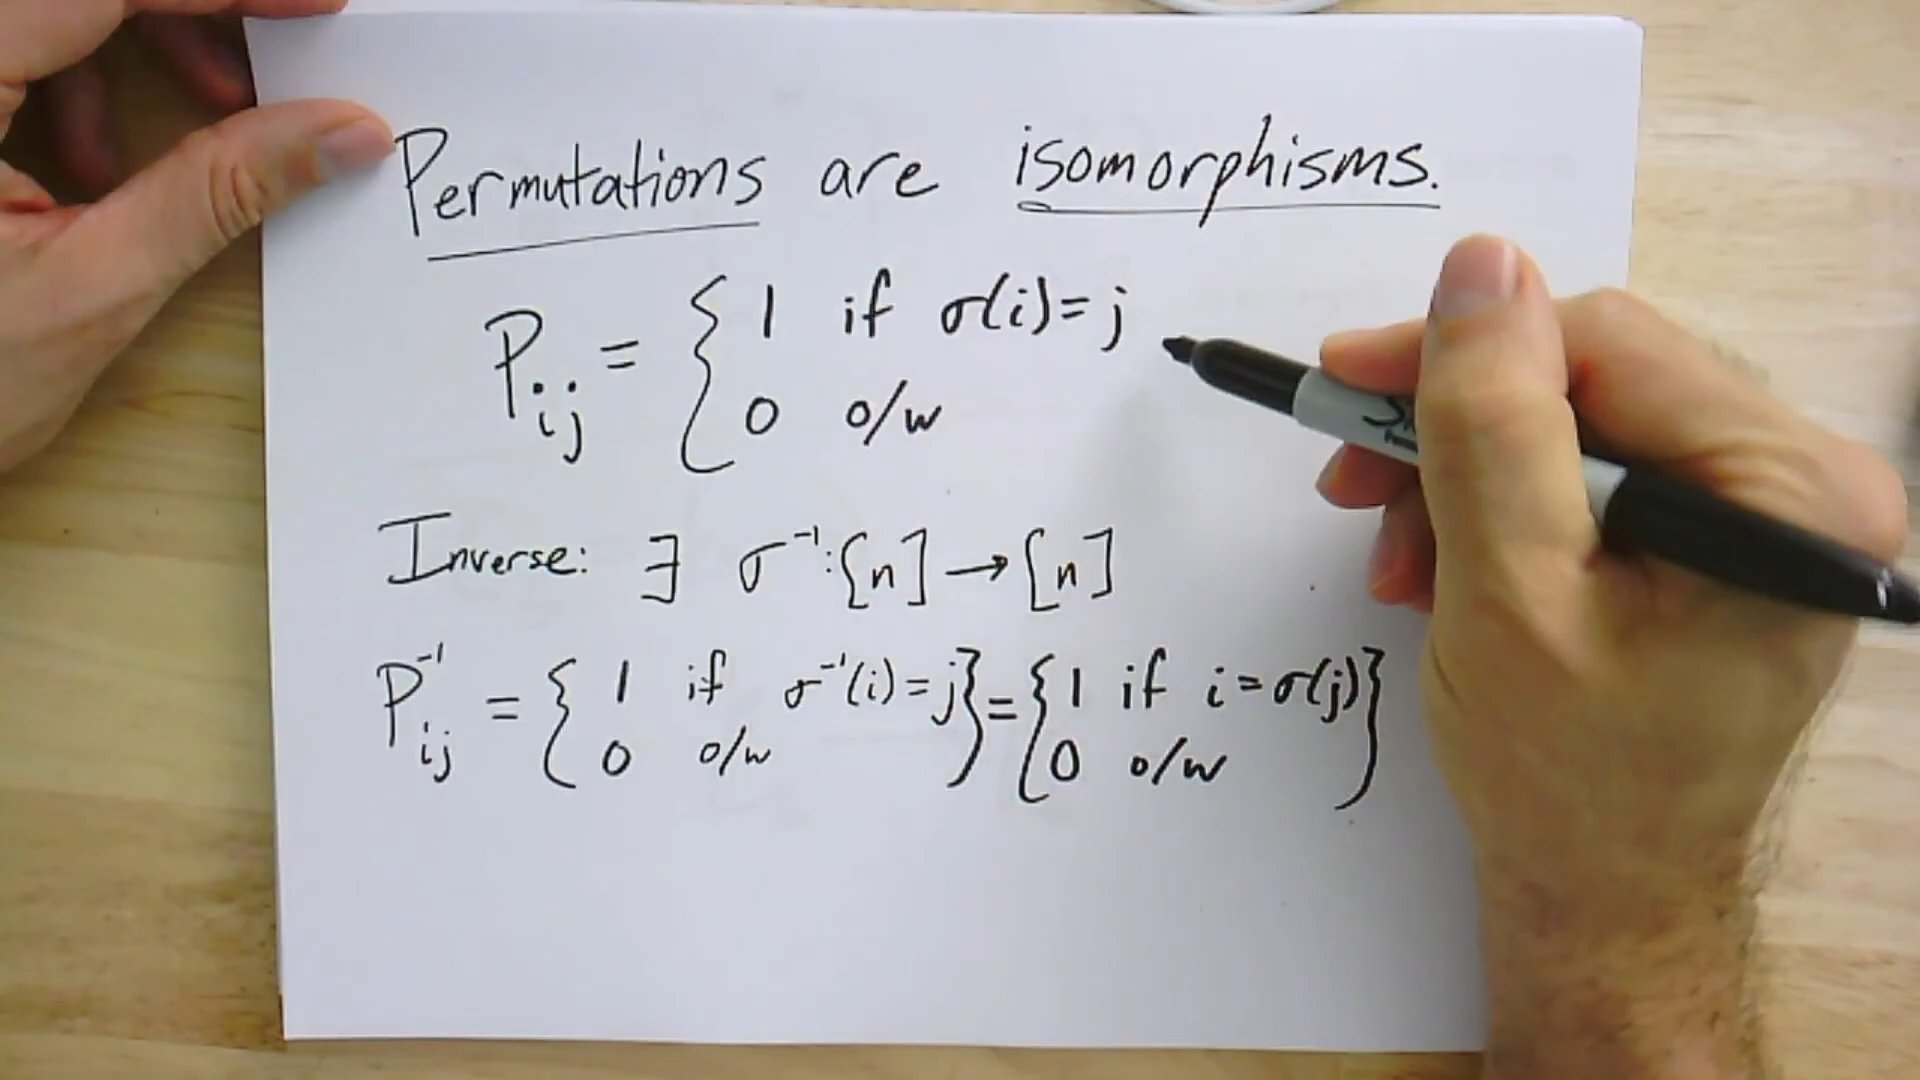 Permutations are isomorphisms.
P_ij = { 1 if σ(i)=j
0 o/w
Inverse: ∃ σ⁻¹:[n]→[n]
P⁻¹_ij = { 1 if σ⁻¹(i)=j } = { 1 if i=σ(j) }
0 o/w 0 o/w